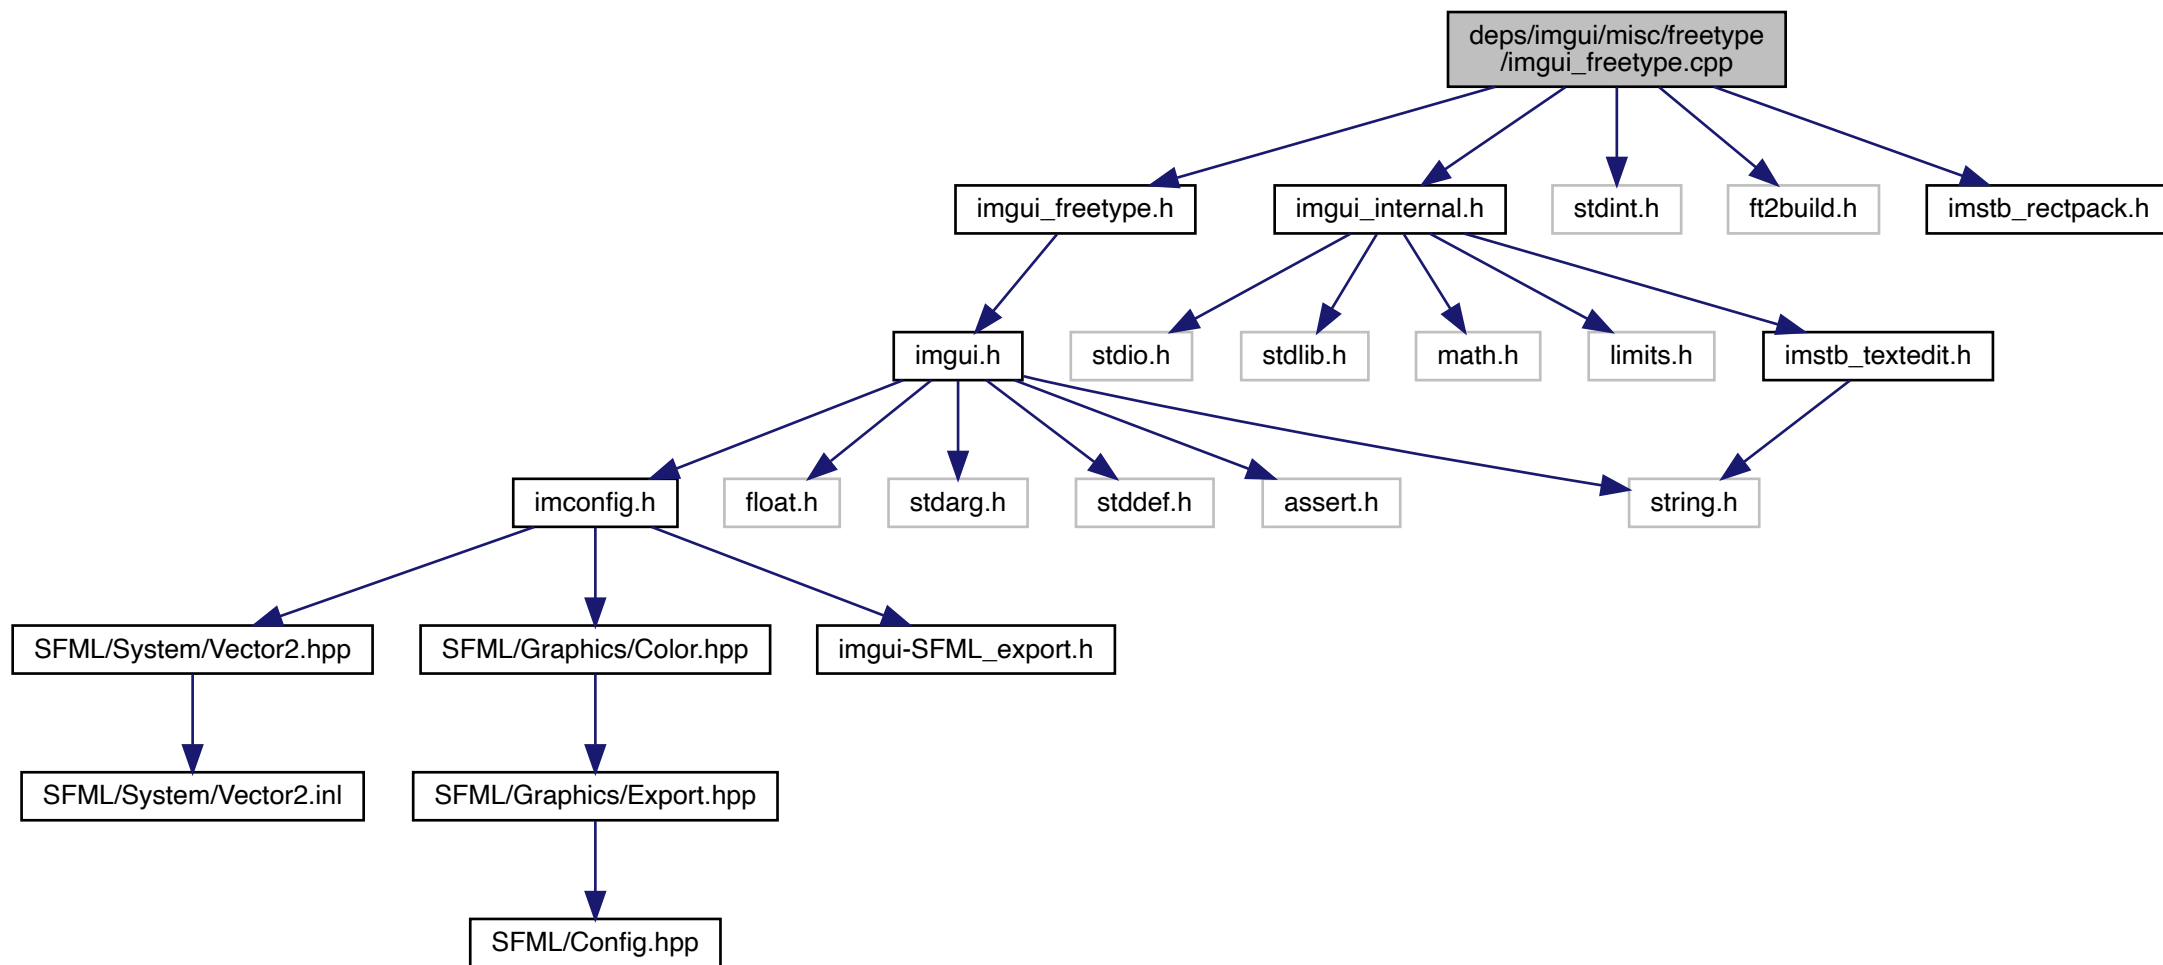 deps/imgui/misc/freetype
/imgui_freetype.cpp
imgui_freetype.h
imgui_internal.h
stdint.h
ft2build.h
imstb_rectpack.h
imgui.h
stdio.h
stdlib.h
math.h
limits.h
imstb_textedit.h
imconfig.h
float.h
stdarg.h
stddef.h
assert.h
string.h
SFML/System/Vector2.hpp
SFML/Graphics/Color.hpp
imgui-SFML_export.h
SFML/System/Vector2.inl
SFML/Graphics/Export.hpp
SFML/Config.hpp